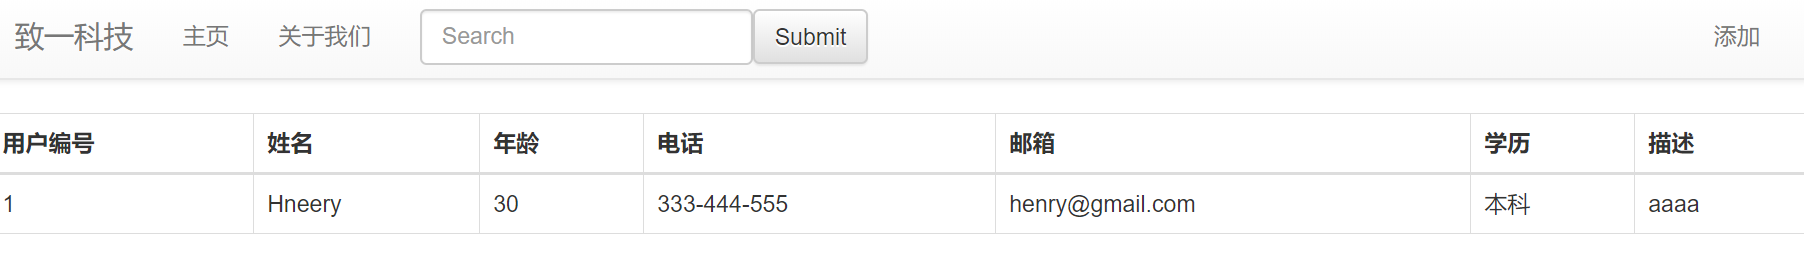 致一科技 主页 关于我们 Search Submit 添加
用户编号 姓名 年龄 电话 邮箱 学历 描述
1 Hneery 30 333-444-555 henry@gmail.com 本科 aaaa